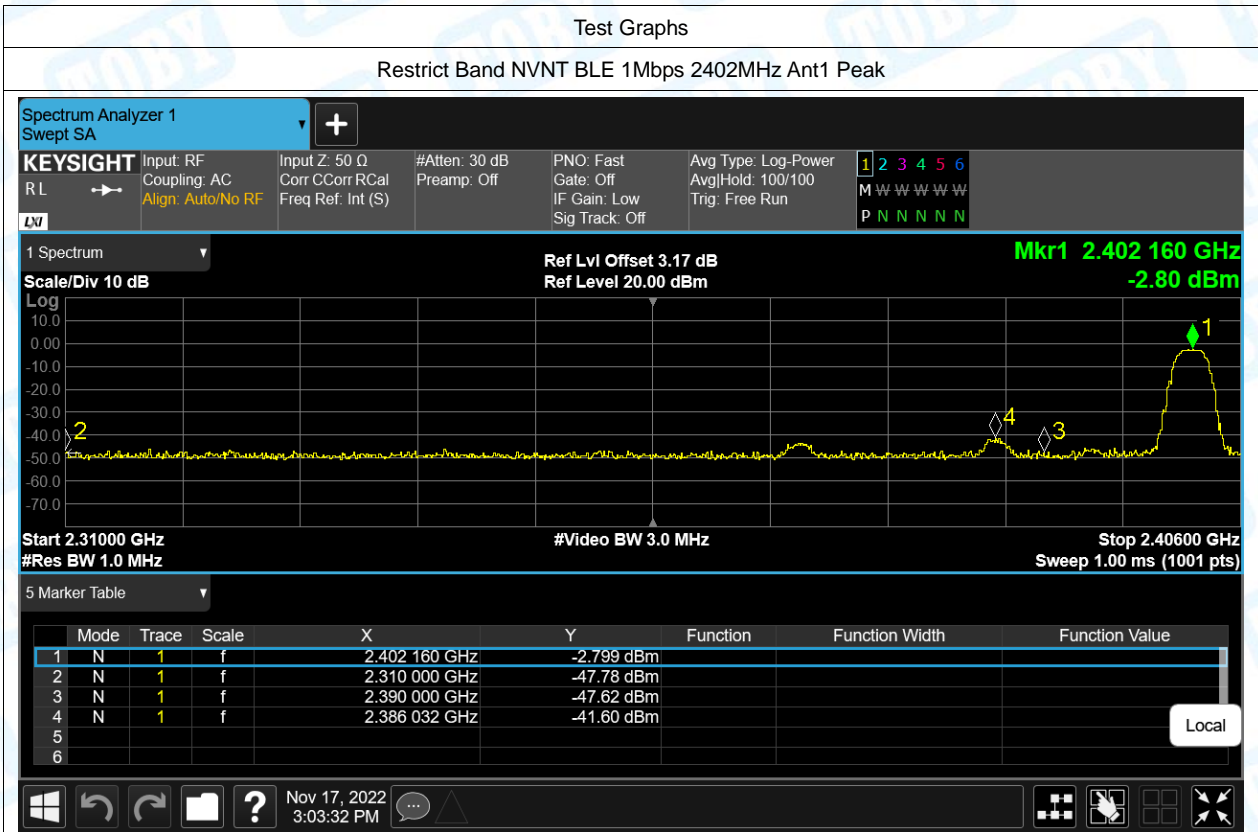 Test Graphs
Restrict Band NVNT BLE 1Mbps 2402MHz Ant1 Peak
Spectrum Analyzer 1
Swept SA
KEYSIGHT
R L
LXI
Input: RF
Coupling: AC
Align: Auto/No RF
Input Z: 50 Ω
Corr CCorr RCal
Freq Ref: Int (S)
#Atten: 30 dB
Preamp: Off
PNO: Fast
Gate: Off
IF Gain: Low
Sig Track: Off
Avg Type: Log-Power
Avg|Hold: 100/100
Trig: Free Run
1 2 3 4 5 6
M W W W W W W
P N N N N N N
1 Spectrum
Ref Lvl Offset 3.17 dB
Mkr1 2.402 160 GHz
Scale/Div 10 dB
Ref Level 20.00 dBm
-2.80 dBm
Log
10.0
0.00
-10.0
-20.0
-30.0
-40.0
-50.0
-60.0
-70.0
1
2
4
3
Start 2.31000 GHz
#Video BW 3.0 MHz
Stop 2.40600 GHz
#Res BW 1.0 MHz
Sweep 1.00 ms (1001 pts)
5 Marker Table
Mode Trace Scale X Y Function Function Width Function Value
1 N 1 f 2.402 160 GHz -2.799 dBm
2 N 1 f 2.310 000 GHz -47.78 dBm
3 N 1 f 2.390 000 GHz -47.62 dBm
4 N 1 f 2.386 032 GHz -41.60 dBm
5
6
Local
?
Nov 17, 2022
3:03:32 PM
TOBY